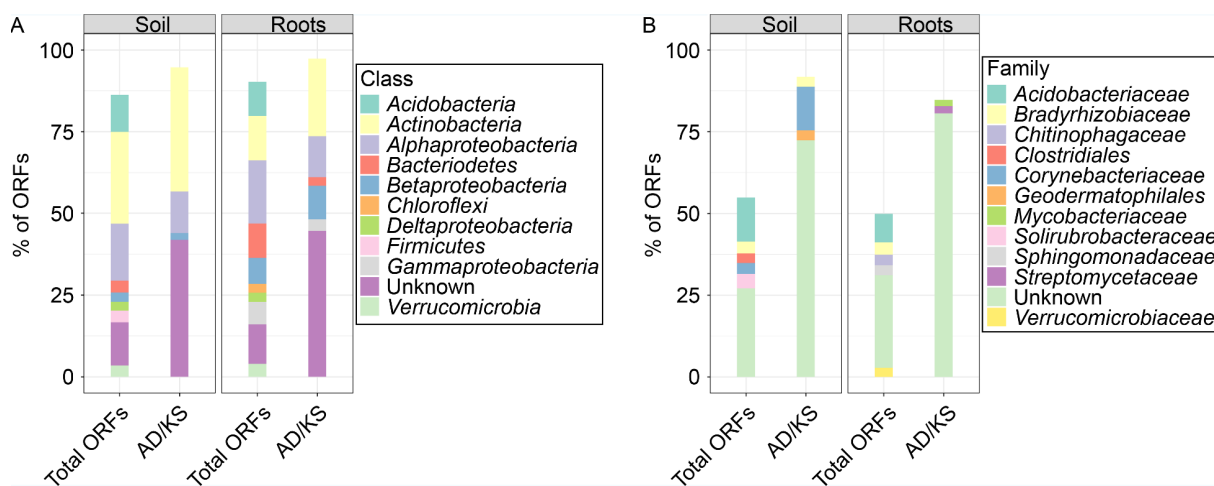 A
Soil
Roots
100
75
50
25
0
% of ORFs
Total ORFs
AD/KS
Total ORFs
AD/KS
Class
Acidobacteria
Actinobacteria
Alphaproteobacteria
Bacteriodetes
Betaproteobacteria
Chloroflexi
Deltaproteobacteria
Firmicutes
Gammaproteobacteria
Unknown
Verrucomicrobia
B
Soil
Roots
100
75
50
25
0
% of ORFs
Total ORFs
AD/KS
Total ORFs
AD/KS
Family
Acidobacteriaceae
Bradyrhizobiaceae
Chitinophagaceae
Clostridiales
Corynebacteriaceae
Geodermatophilales
Mycobacteriaceae
Solirubrobacteraceae
Sphingomonadaceae
Streptomycetaceae
Unknown
Verrucomicrobiaceae